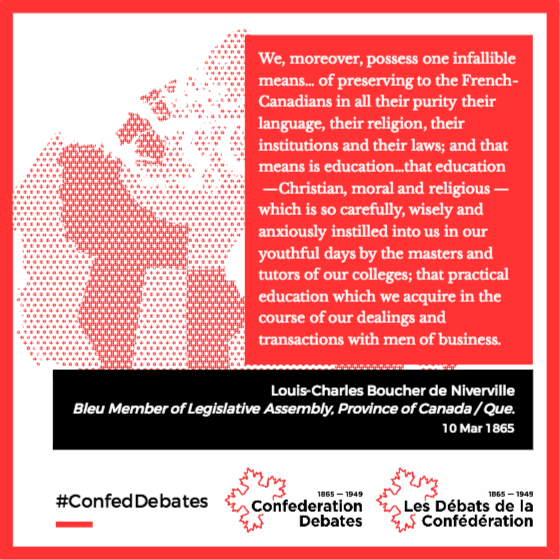 We, moreover, possess one infallible
means... of preserving to the French-
Canadians in all their purity their
language, their religion, their
institutions and their laws; and that
means is education...that education
—Christian, moral and religious —
which is so carefully, wisely and
anxiously instilled into us in our
youthful days by the masters and
tutors of our colleges; that practical
education which we acquire in the
course of our dealings and
transactions with men of business.
Louis-Charles Boucher de Niverville
Bleu Member of Legislative Assembly, Province of Canada / Que.
10 Mar 1865
#ConfedDebates
1865 — 1949
Confederation
Debates
1865 — 1949
Les Débats de la
Confédération